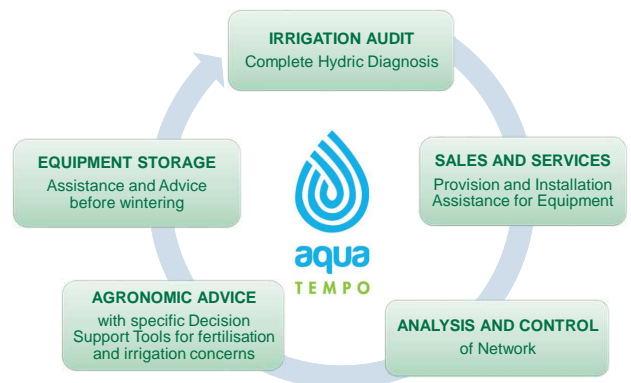 IRRIGATION AUDIT
Complete Hydric Diagnosis
SALES AND SERVICES
Provision and Installation
Assistance for Equipment
ANALYSIS AND CONTROL
of Network
AGRONOMIC ADVICE
with specific Decision
Support Tools for fertilisation
and irrigation concerns
EQUIPMENT STORAGE
Assistance and Advice
before wintering
aqua
TEMPO